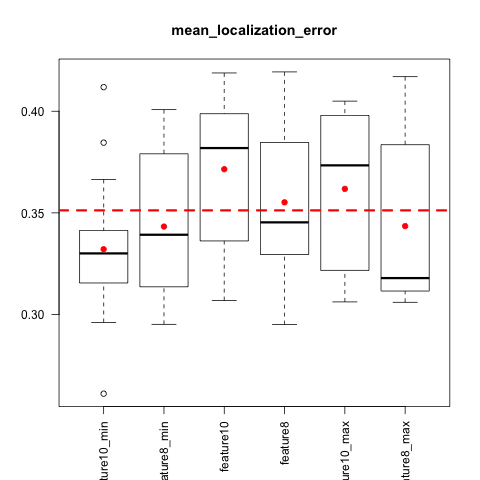 mean_localization_error
0.40
0.35
0.30
ture10_min
ature8_min
feature10
feature8
ure10_max
ture8_max